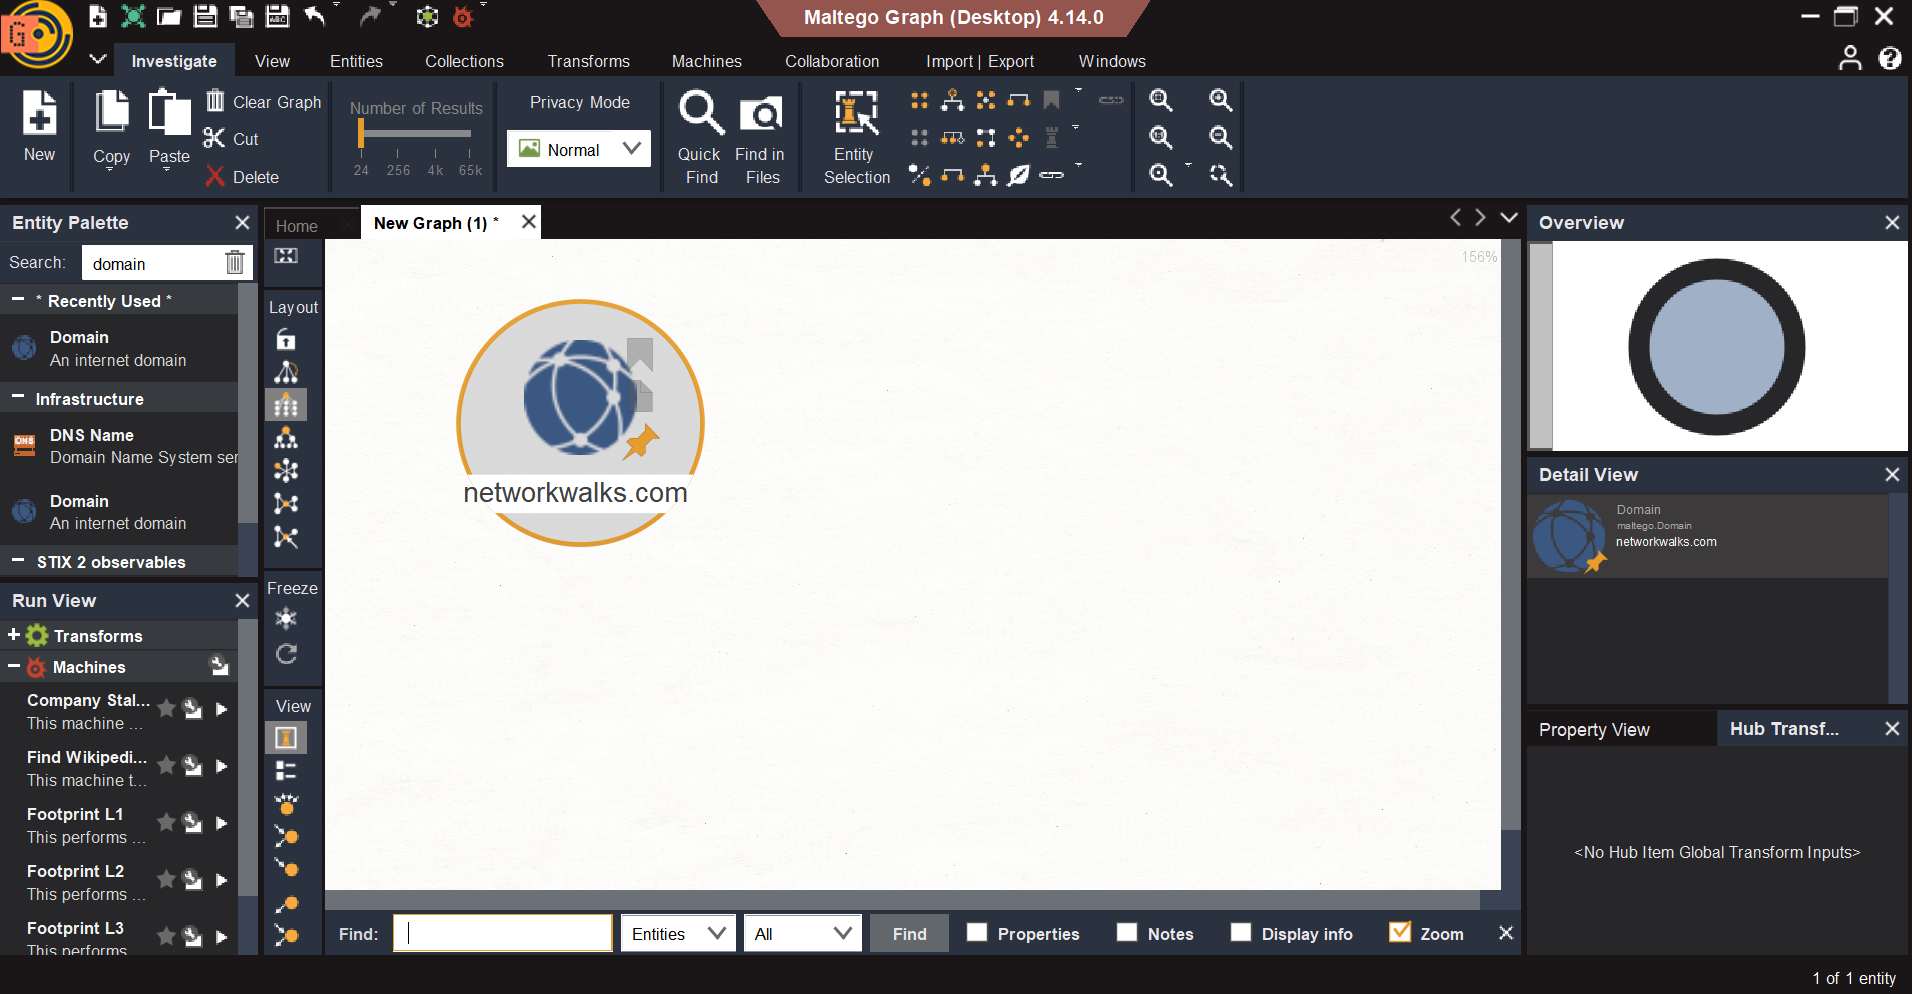 Maltego Graph (Desktop) 4.14.0
Investigate View Entities Collections Transforms Machines Collaboration Import | Export Windows
New
Copy
Paste
Clear Graph
Cut
Delete
Number of Results
24 256 4k 65k
Privacy Mode
Normal
Quick
Find
Find in
Files
Entity
Selection
Entity Palette
Search: domain
* Recently Used *
Domain
An internet domain
Infrastructure
DNS Name
Domain Name System ser
Domain
An internet domain
STIX 2 observables
Run View
Transforms
Machines
Company Stal...
This machine ...
Find Wikipedi...
This machine t...
Footprint L1
This performs ...
Footprint L2
This performs ...
Footprint L3
This performs
Home
New Graph (1) *
Layout
Freeze
View
156%
networkwalks.com
Find: Entities All Find Properties Notes Display info Zoom
Overview
Detail View
Domain
maltego.Domain
networkwalks.com
Property View
Hub Transf...
<No Hub Item Global Transform Inputs>
1 of 1 entity